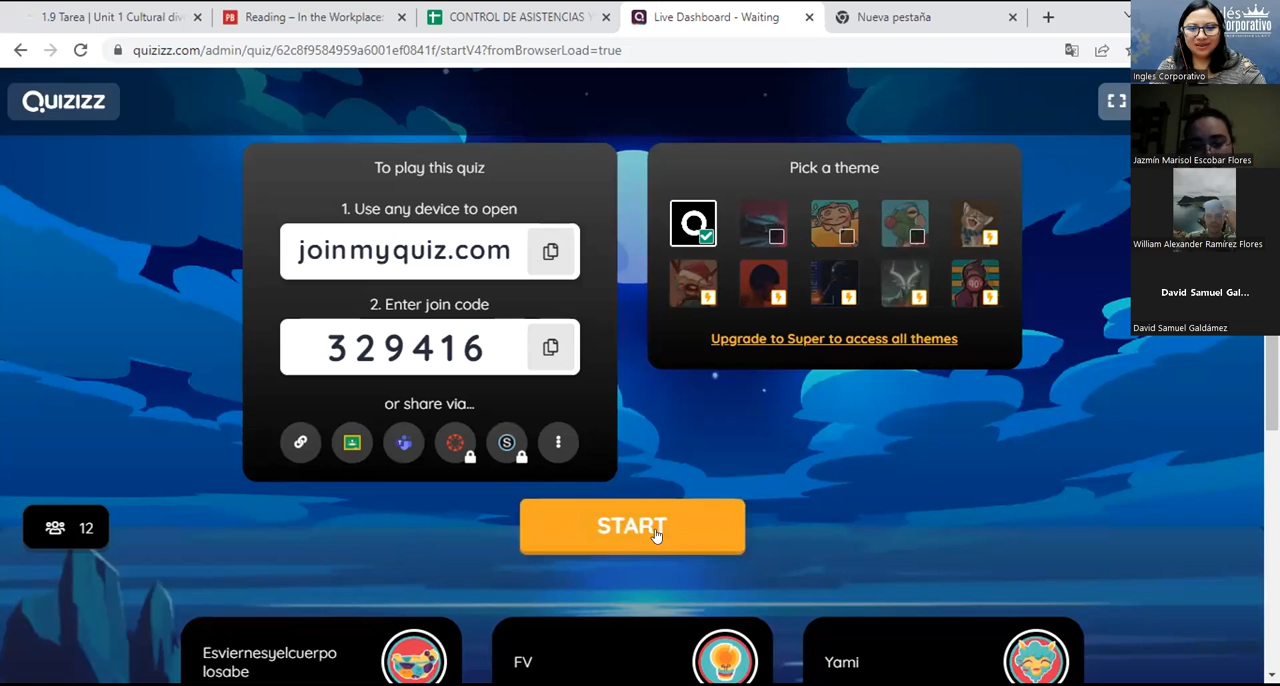 1.9 Tarea | Unit 1 Cultural div
Reading – In the Workplace:
CONTROL DE ASISTENCIAS Y
Live Dashboard - Waiting
Nueva pestaña
quizizz.com/admin/quiz/62c8f9584959a6001ef0841f/startV4?fromBrowserLoad=true
Quizizz
To play this quiz
1. Use any device to open
joinmyquiz.com
2. Enter join code
329416
or share via...
Pick a theme
Upgrade to Super to access all themes
START
12
Esviernesyelcuerpo
losabe
FV
Yami
Ingles Corporativo
Jazmín Marisol Escobar Flores
William Alexander Ramírez Flores
David Samuel Gal...
David Samuel Galdámez